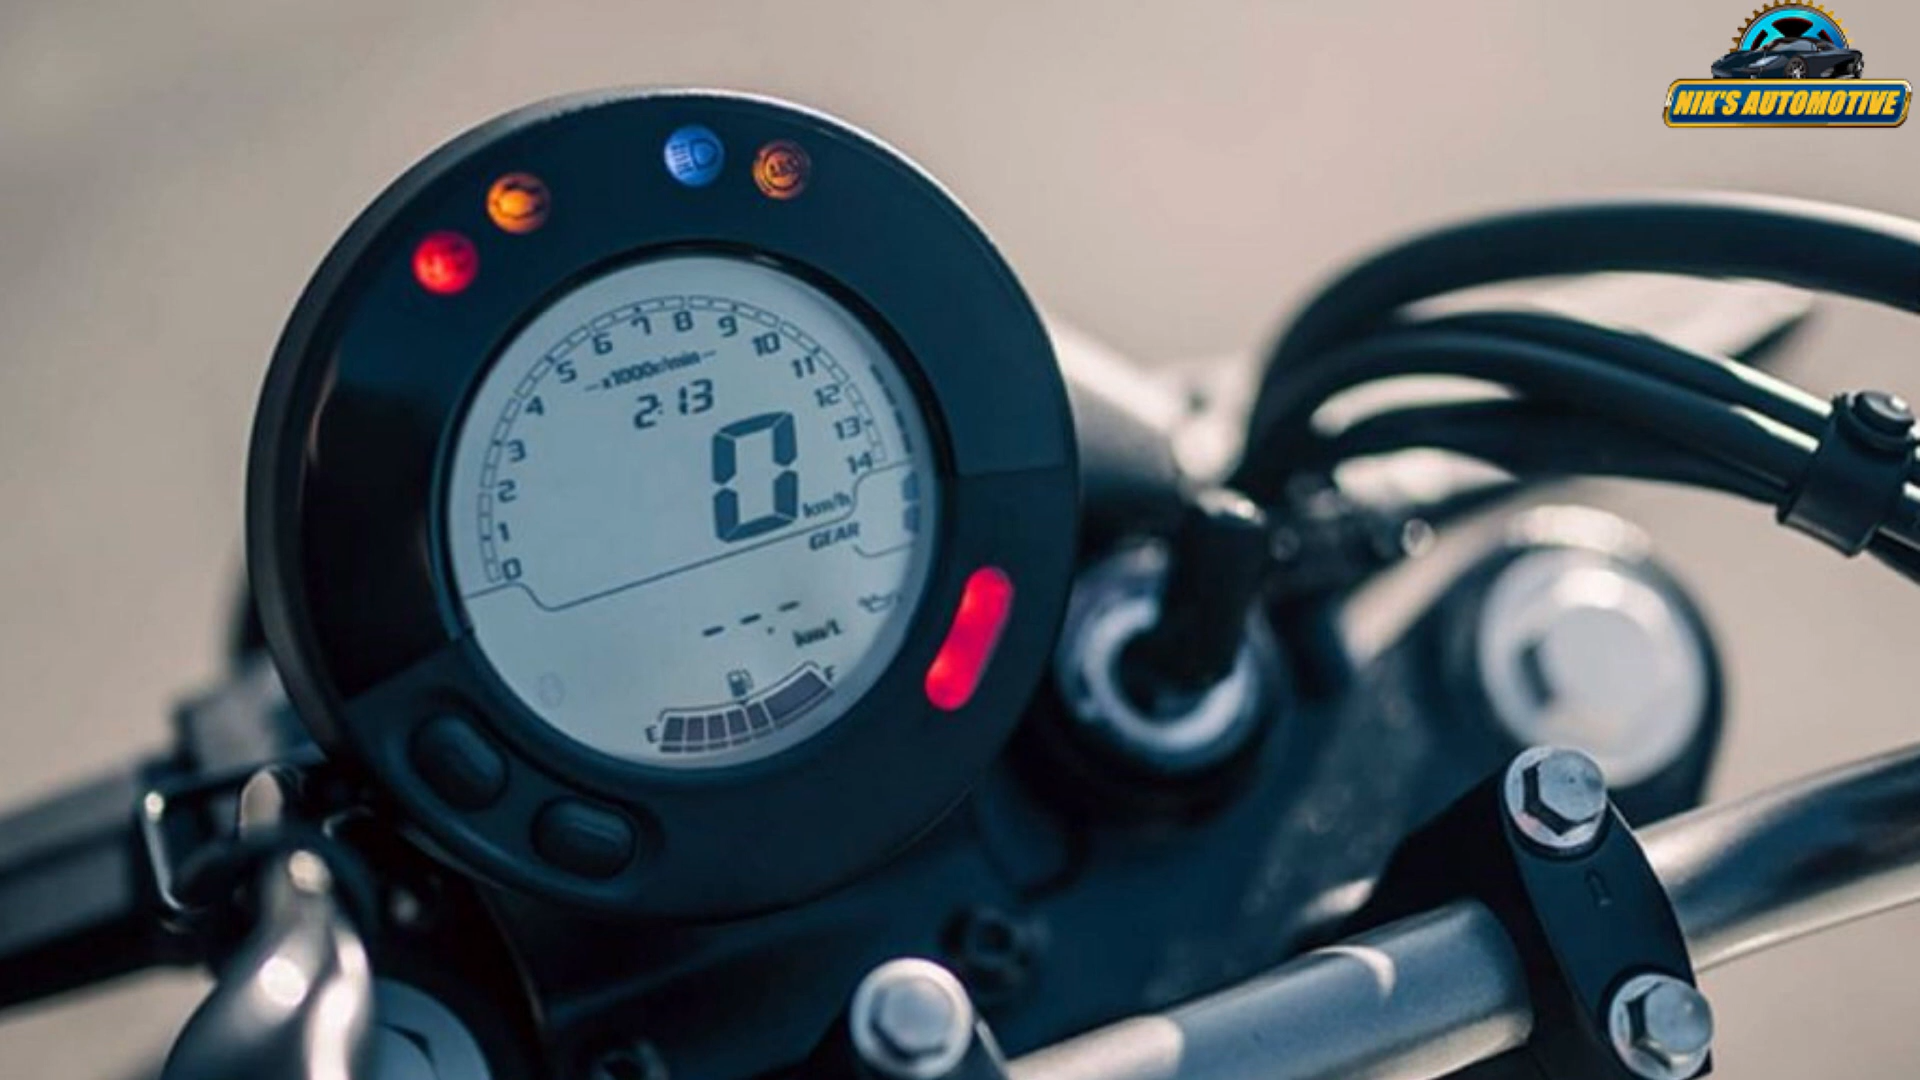 NIK'S AUTOMOTIVE
ABS
7 8 9
6 10
5 11
x1000r/min
4 12
2:13
3 13
0
2 14
km/h
1 GEAR
0
--.-
km/L
F
E